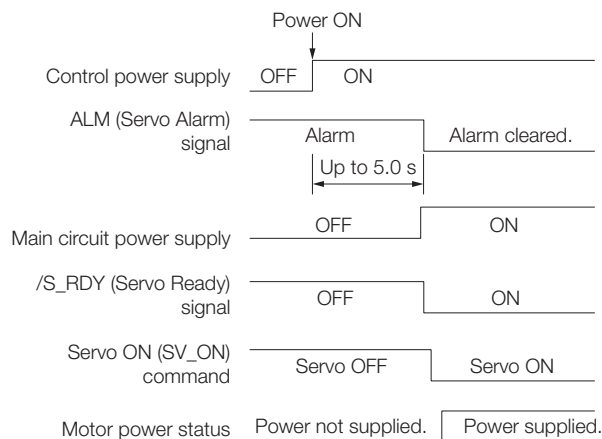 Power ON
Control power supply OFF ON
ALM (Servo Alarm)
signal
Alarm Alarm cleared.
Up to 5.0 s
Main circuit power supply OFF ON
/S_RDY (Servo Ready)
signal
OFF ON
Servo ON (SV_ON)
command
Servo OFF Servo ON
Motor power status Power not supplied. Power supplied.